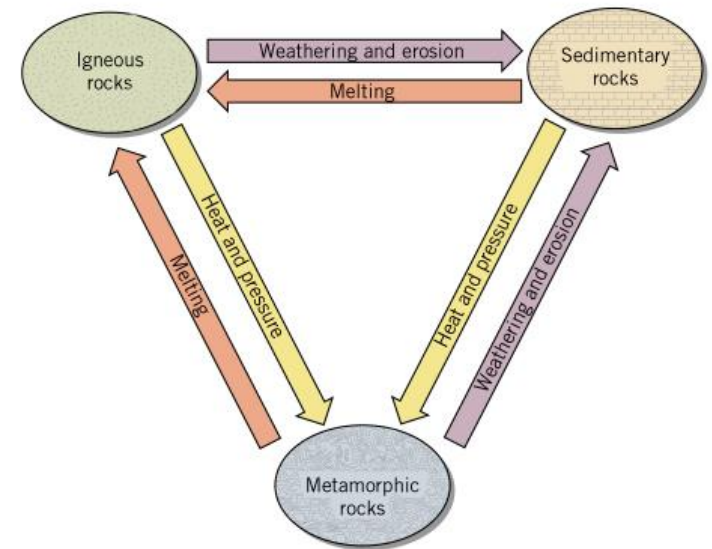 Igneous
rocks
Weathering and erosion
Sedimentary
rocks
Melting
Melting
Heat and pressure
Heat and pressure
Weathering and erosion
Metamorphic
rocks